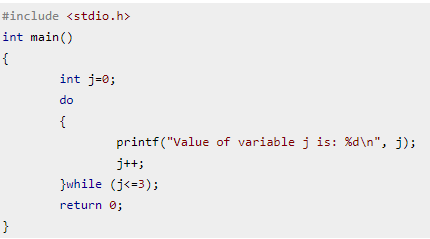 #include <stdio.h>
int main()
{
        int j=0;
        do
        {
                printf("Value of variable j is: %d\n", j);
                j++;
        }while (j<=3);
        return 0;
}